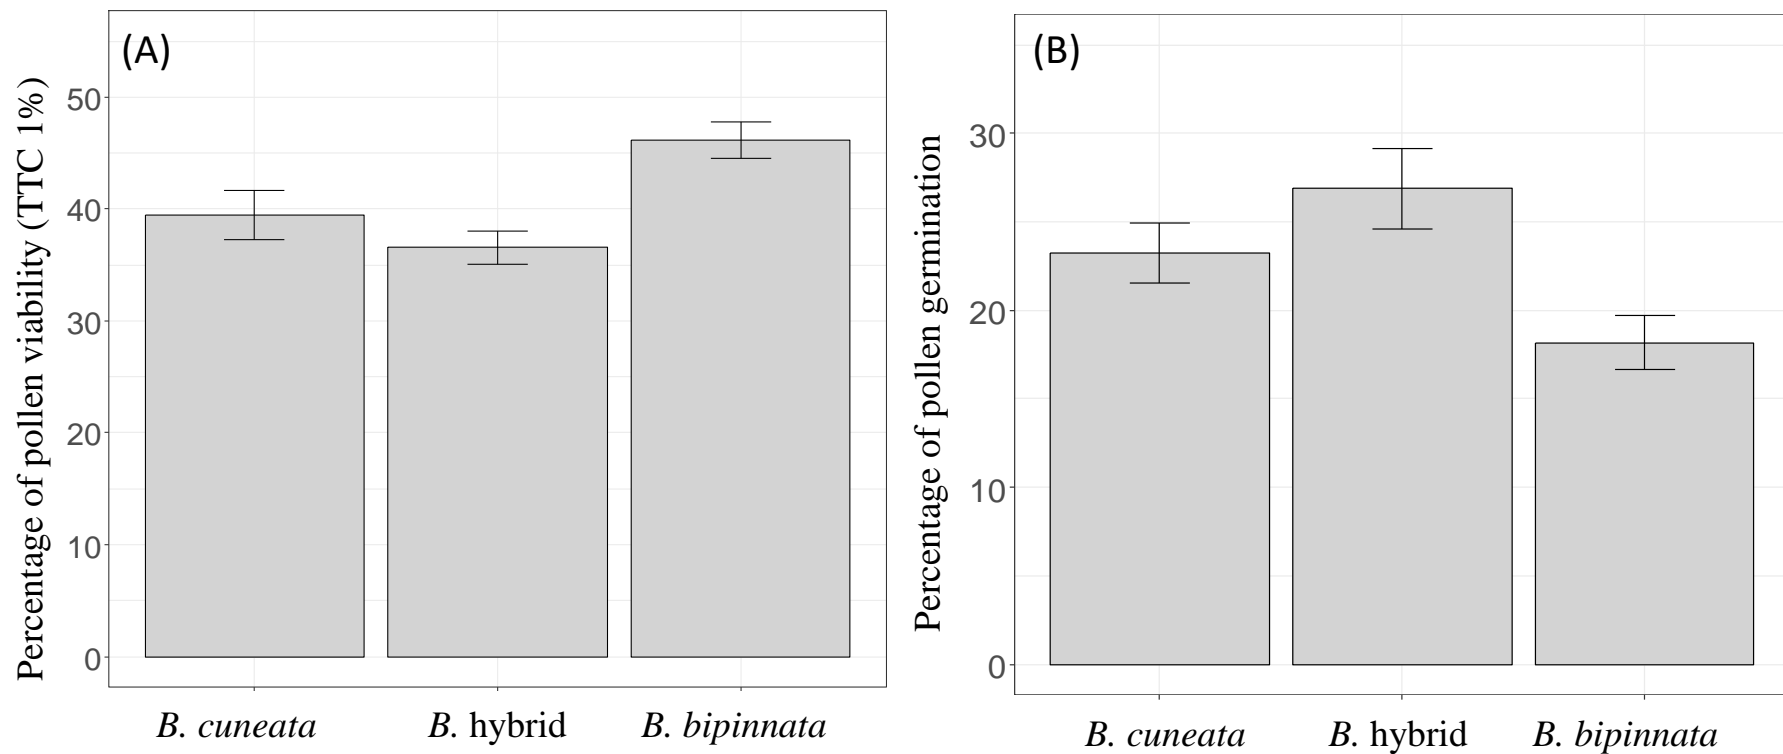 (A)
Percentage of pollen viability (TTC 1%)
50
40
30
20
10
0
B. cuneata
B. hybrid
B. bipinnata
(B)
Percentage of pollen germination
30
20
10
0
B. cuneata
B. hybrid
B. bipinnata